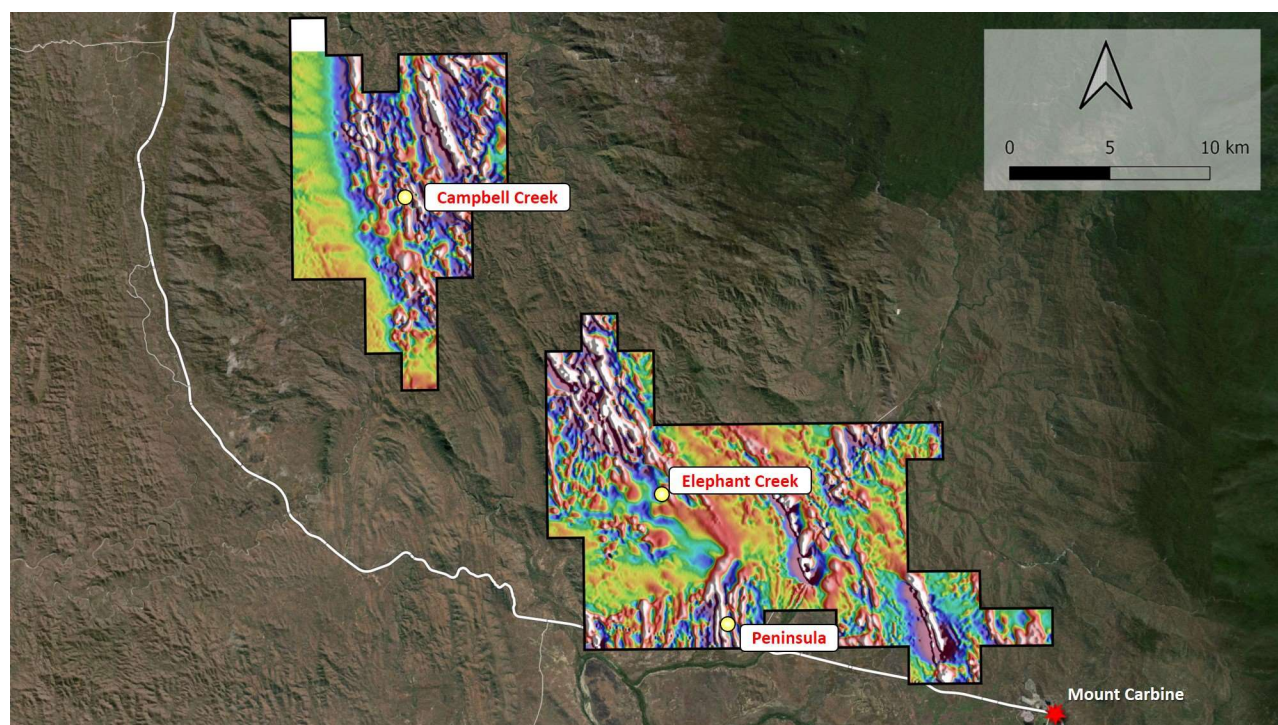 0 5 10 km
Campbell Creek
Elephant Creek
Peninsula
Mount Carbine